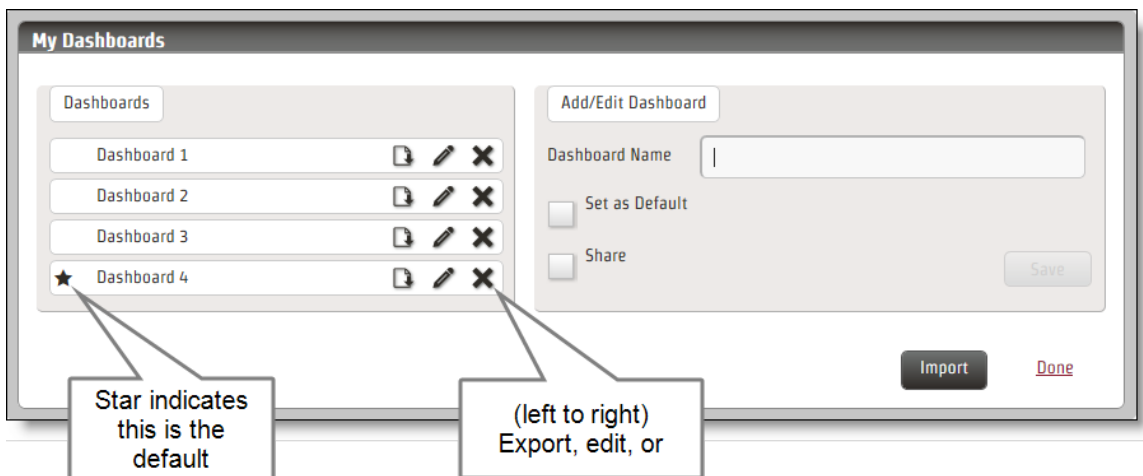 My Dashboards
Dashboards
Dashboard 1
Dashboard 2
Dashboard 3
Dashboard 4
Add/Edit Dashboard
Dashboard Name
Set as Default
Share
Save
Import
Done
Star indicates
this is the
default
(left to right)
Export, edit, or